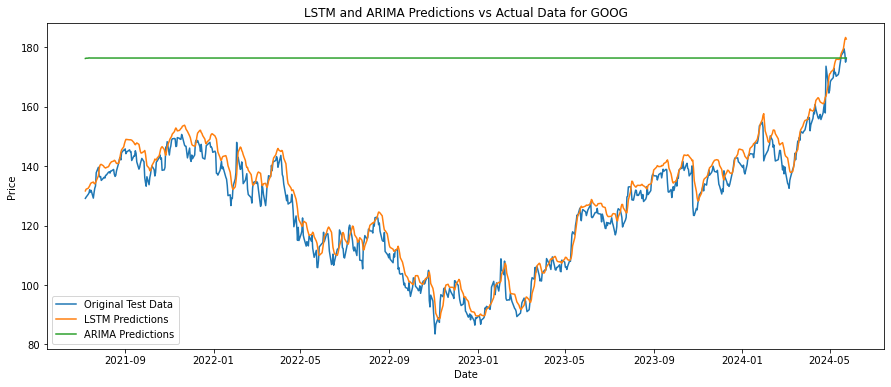 LSTM and ARIMA Predictions vs Actual Data for GOOG
Price
180
160
140
120
100
80
Original Test Data
LSTM Predictions
ARIMA Predictions
2021-09 2022-01 2022-05 2022-09 2023-01 2023-05 2023-09 2024-01 2024-05
Date